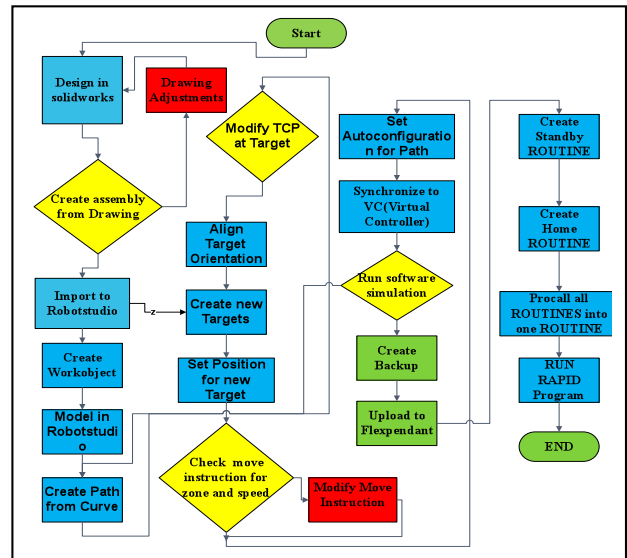 Start
Design in
solidworks
Drawing
Adjustments
Create assembly
from Drawing
Import to
Robotstudio
z
Create
Workobject
Model in
Robotstudi
o
Create Path
from Curve
Modify TCP
at Target
Align
Target
Orientation
Create new
Targets
Set Position
for new
Target
Check move
instruction for
zone and speed
Modify Move
Instruction
Set
Autoconfiguratio
n for Path
Synchronize to
VC(Virtual
Controller)
Run software
simulation
Create
Backup
Upload to
Flexpendant
Create
Standby
ROUTINE
Create
Home
ROUTINE
Procall all
ROUTINES into
one ROUTINE
RUN
RAPID
Program
END